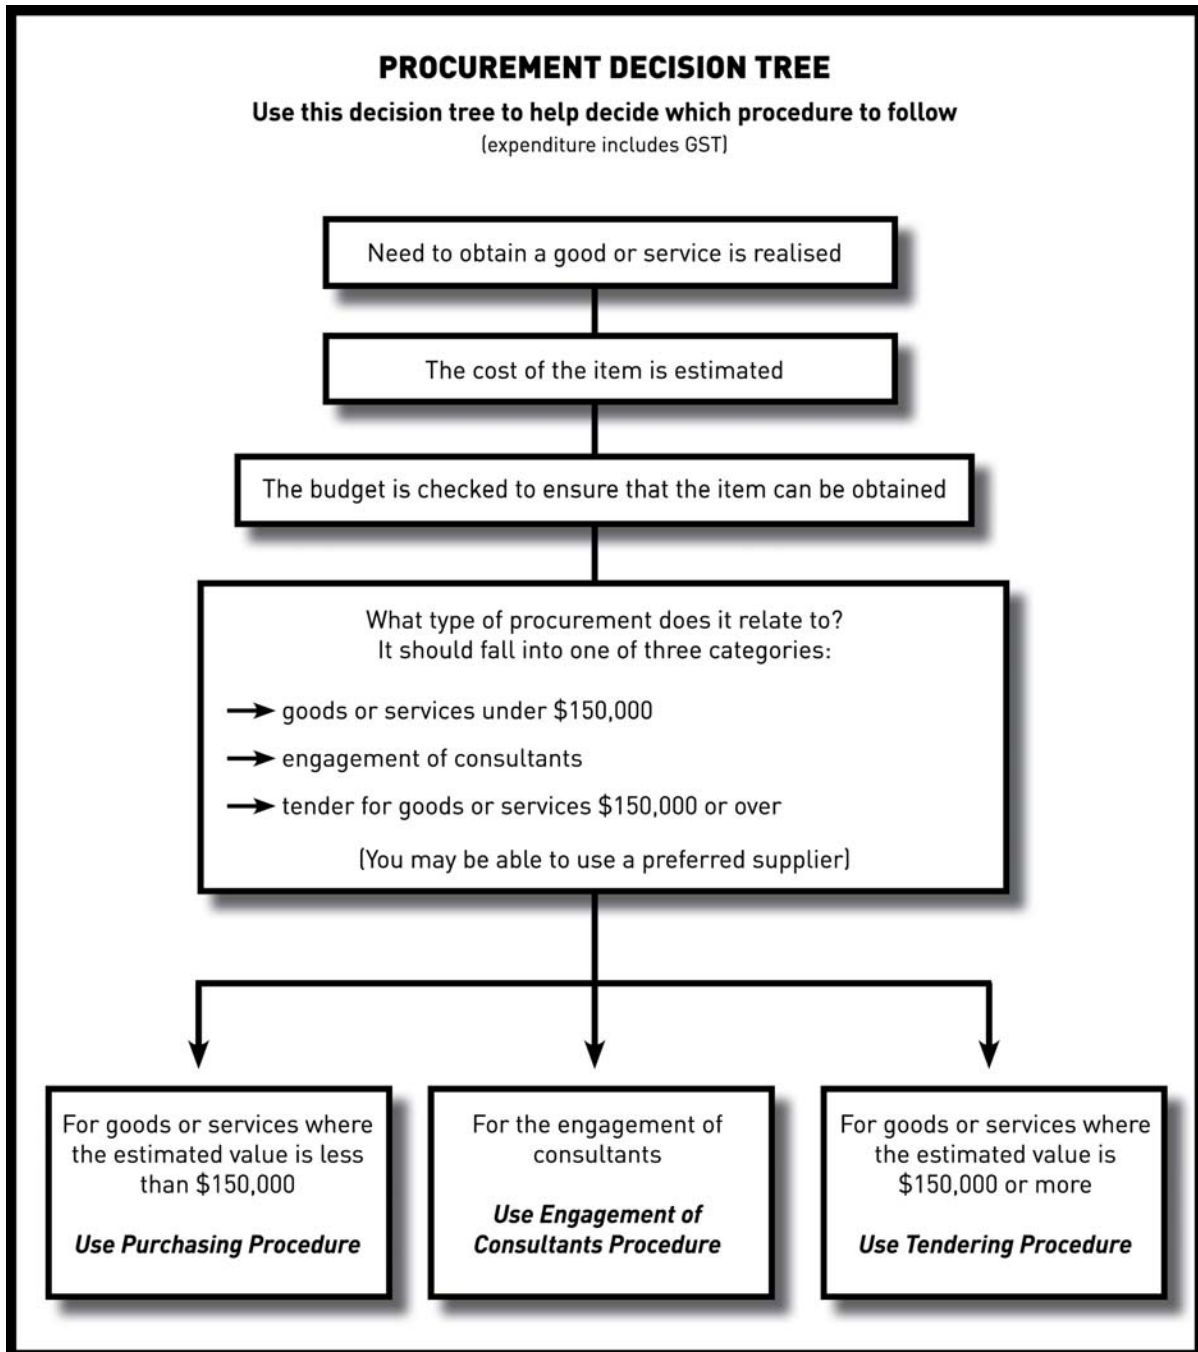 PROCUREMENT DECISION TREE
Use this decision tree to help decide which procedure to follow
(expenditure includes GST)
Need to obtain a good or service is realised
The cost of the item is estimated
The budget is checked to ensure that the item can be obtained
What type of procurement does it relate to?
It should fall into one of three categories:
goods or services under $150,000
engagement of consultants
tender for goods or services $150,000 or over
(You may be able to use a preferred supplier)
For goods or services where
the estimated value is less
than $150,000
Use Purchasing Procedure
For the engagement of
consultants
Use Engagement of
Consultants Procedure
For goods or services where
the estimated value is
$150,000 or more
Use Tendering Procedure